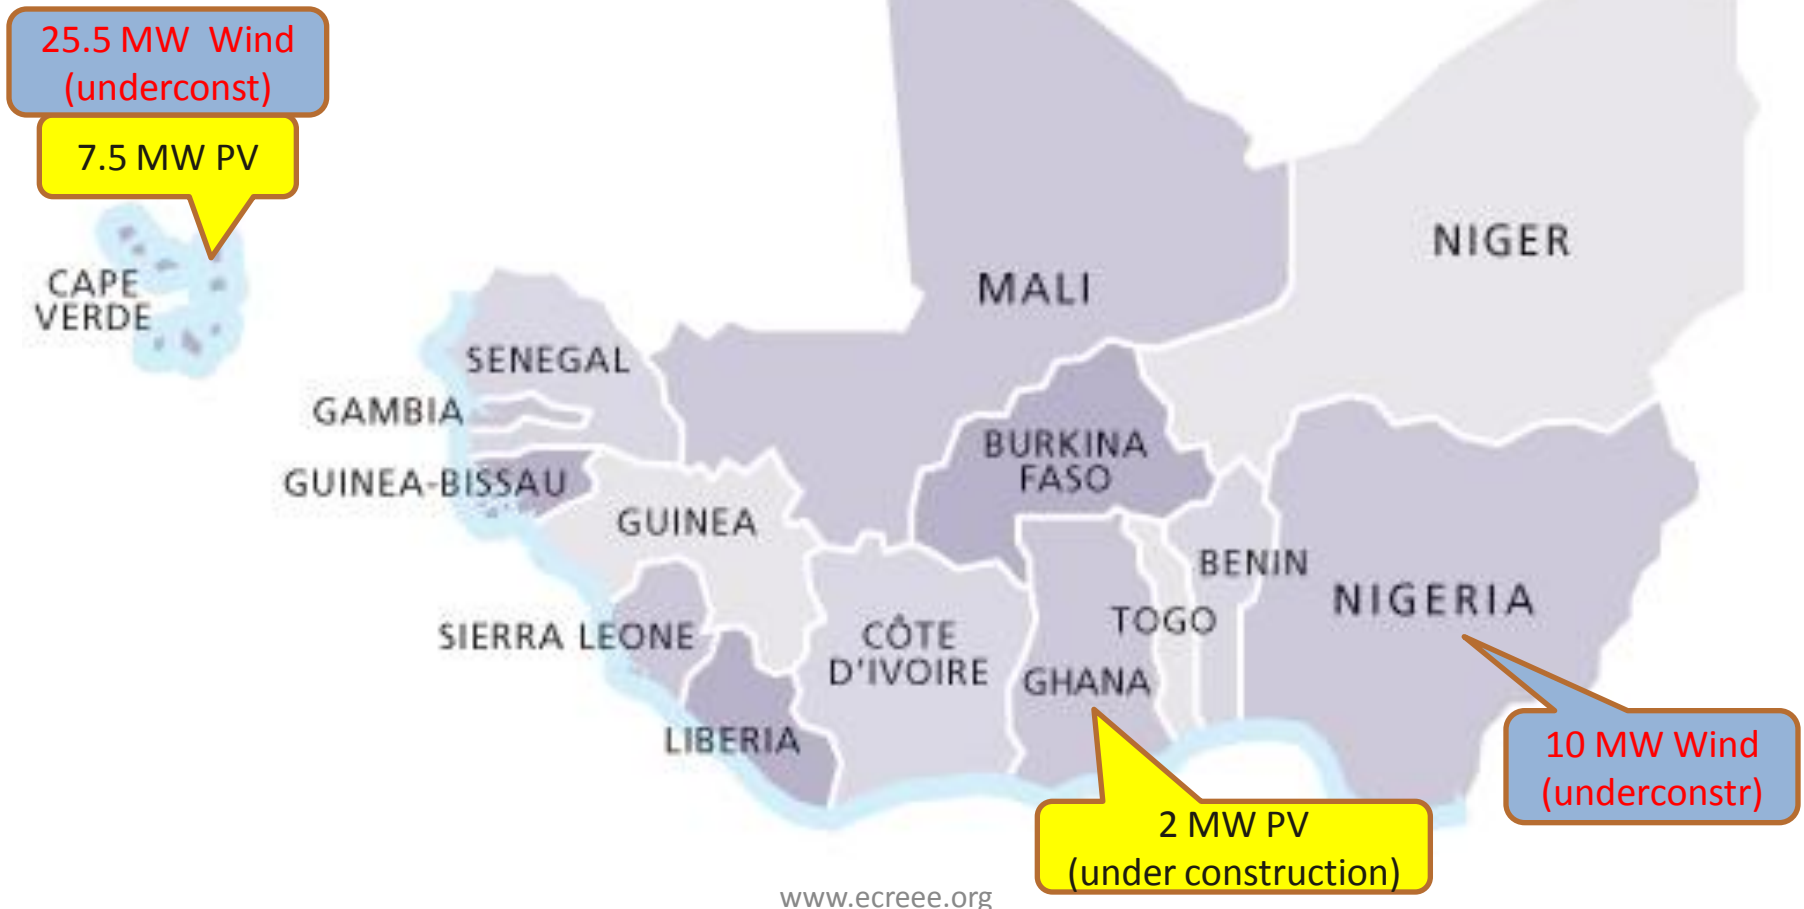 25.5 MW  Wind
(underconst)
7.5 MW PV
CAPE
VERDE
NIGER
MALI
SENEGAL
GAMBIA
BURKINA
FASO
GUINEA-BISSAU
GUINEA
BENIN
NIGERIA
TOGO
SIERRA LEONE
CÔTE
D'IVOIRE
GHANA
LIBERIA
10 MW Wind
(underconstr)
2 MW PV
(under construction)
www.ecreee.org